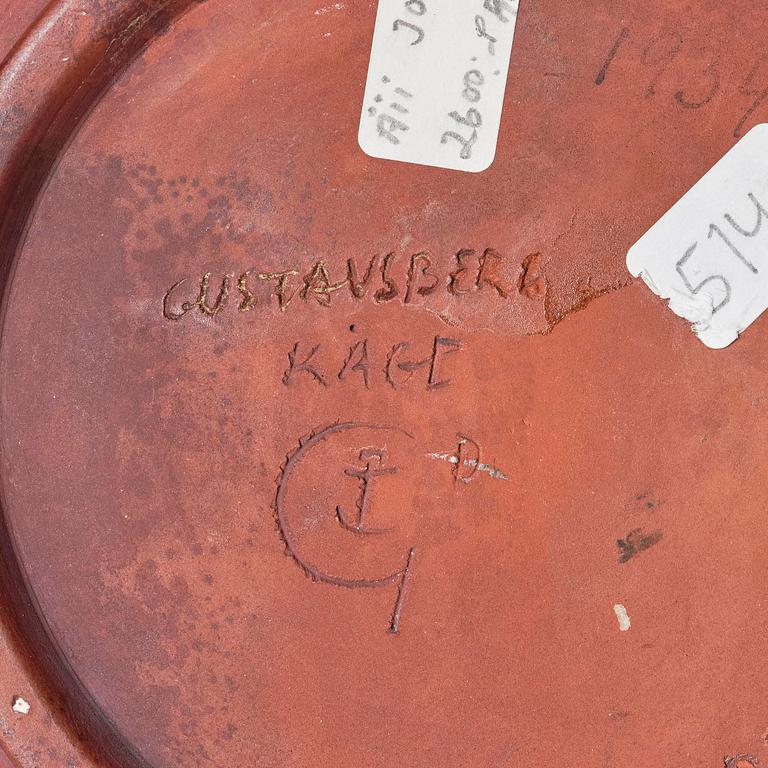 2600:-
1934
514
GUSTAVSBERG
KÅGE
G
D